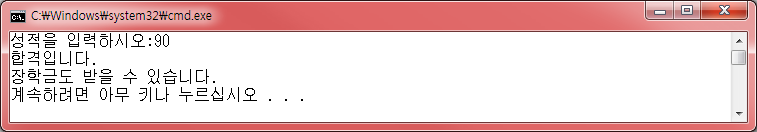 C:₩Windows₩system32₩cmd.exe
성적을 입력하시오:90
합격입니다.
장학금도 받을 수 있습니다.
계속하려면 아무 키나 누르십시오 . . .